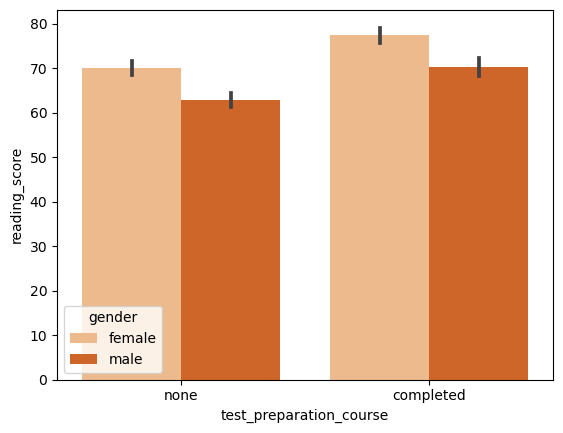 80
70
60
50
40
30
20
10
0
reading_score
gender
female
male
none
completed
test_preparation_course